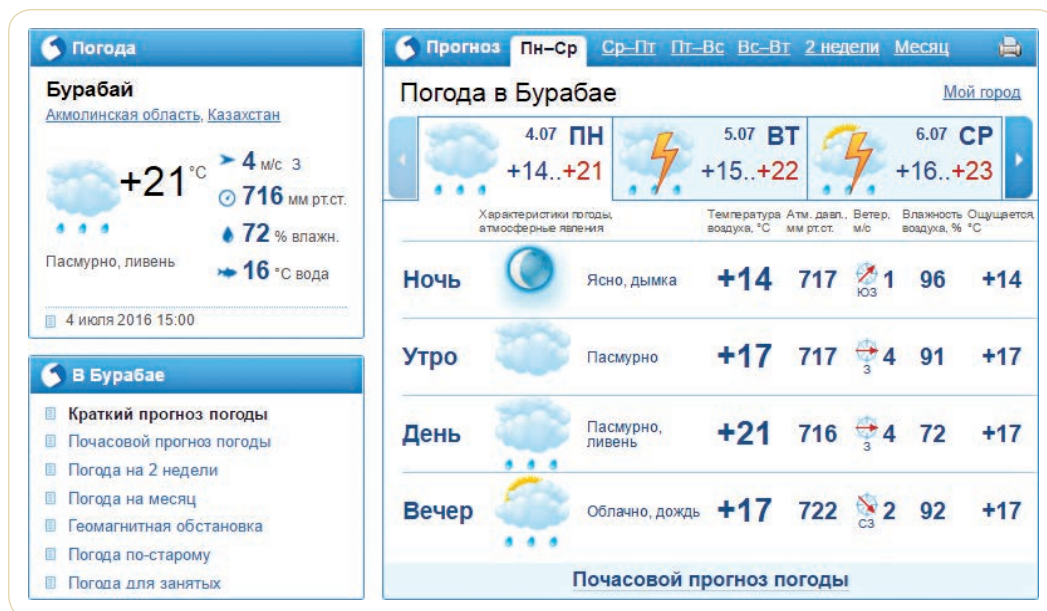 Погода
Бурабай
Акмолинская область, Казахстан
+21 °C
4 м/с З
716 мм рт.ст.
72 % влажн.
16 °C вода
Пасмурно, ливень
4 июля 2016 15:00
В Бурабае
Краткий прогноз погоды
Почасовой прогноз погоды
Погода на 2 недели
Погода на месяц
Геомагнитная обстановка
Погода по-старому
Погода для занятых
Прогноз Пн–Ср Ср–Пт Пт–Вс Вс–Вт 2 недели Месяц
Погода в Бурабае Мой город
4.07 ПН 5.07 ВТ 6.07 СР
+14..+21 +15..+22 +16..+23
Характеристики погоды, Температура Атм. давл., Ветер, Влажность Ощущается,
атмосферные явления воздуха, °C мм рт.ст. м/с воздуха, % °C
Ночь Ясно, дымка +14 717 ЮЗ 1 96 +14
Утро Пасмурно +17 717 З 4 91 +17
День Пасмурно, ливень +21 716 З 4 72 +17
Вечер Облачно, дождь +17 722 СЗ 2 92 +17
Почасовой прогноз погоды